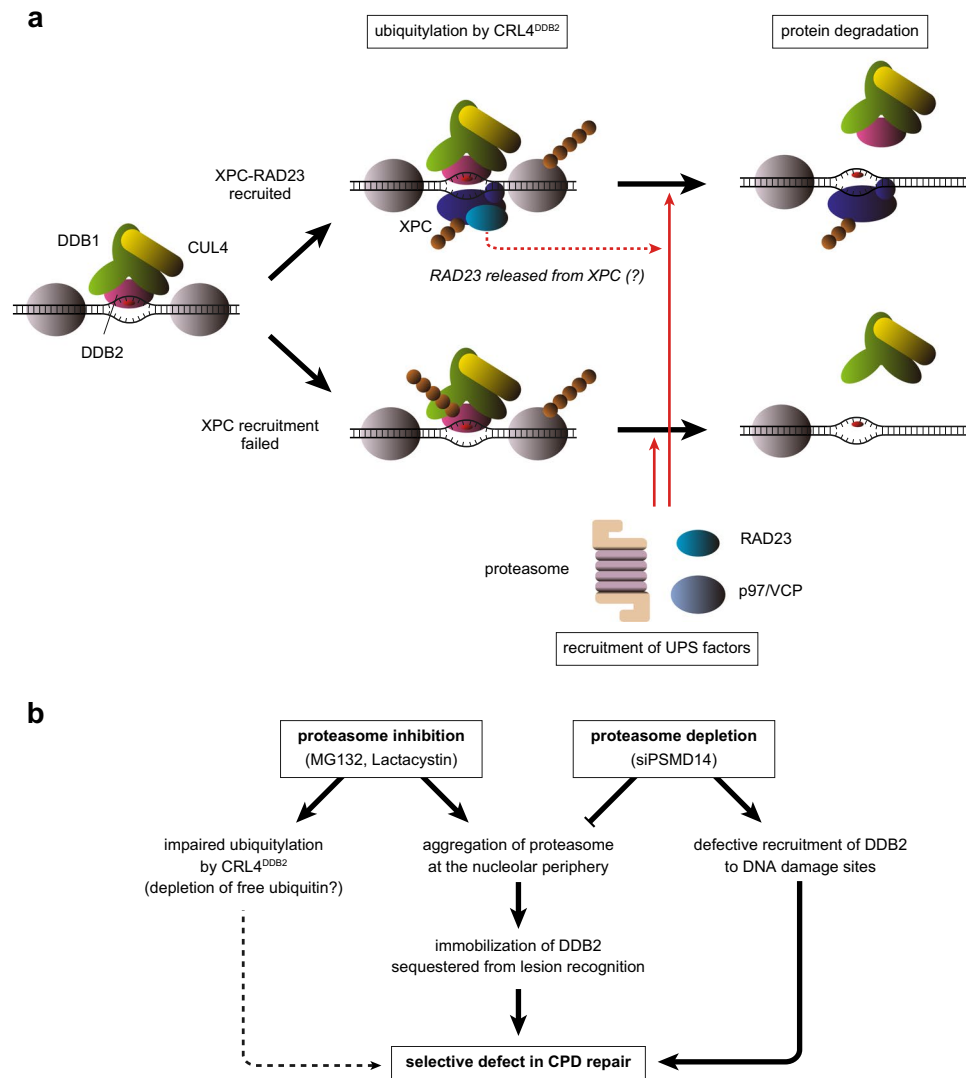 a
ubiquitylation by CRL4DDB2
protein degradation
XPC-RAD23
recruited
DDB1
CUL4
XPC
RAD23 released from XPC (?)
DDB2
XPC recruitment
failed
proteasome
RAD23
p97/VCP
recruitment of UPS factors
b
proteasome inhibition
(MG132, Lactacystin)
proteasome depletion
(siPSMD14)
impaired ubiquitylation
by CRL4DDB2
(depletion of free ubiquitin?)
aggregation of proteasome
at the nucleolar periphery
defective recruitment of DDB2
to DNA damage sites
immobilization of DDB2
sequestered from lesion recognition
selective defect in CPD repair